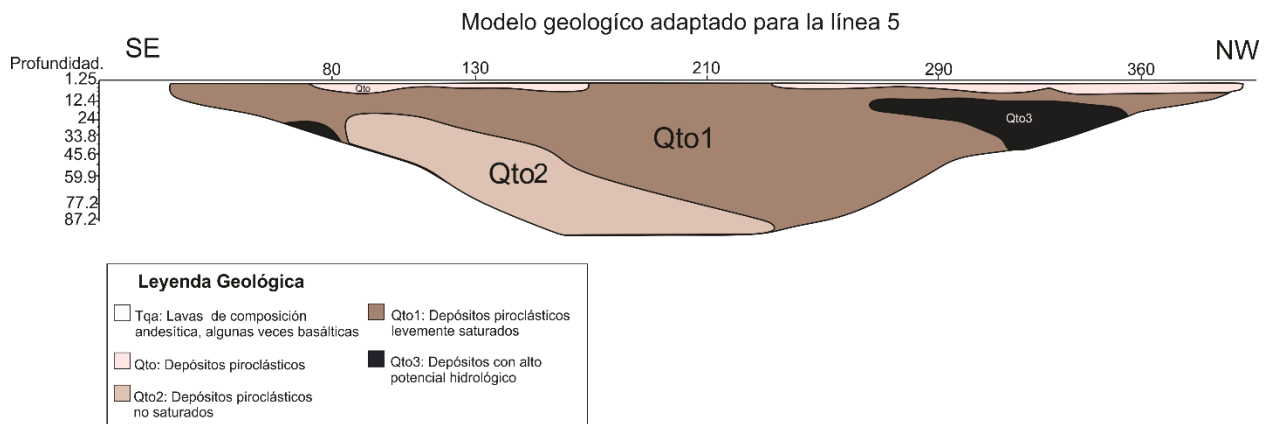 Modelo geologíco adaptado para la línea 5
SE
NW
Profundidad.
80 130 210 290 360
1.25
12.4
24
33.8
45.6
59.9
77.2
87.2
Qto
Qto3
Qto1
Qto2
Leyenda Geológica
Tqa: Lavas de composición
andesítica, algunas veces basálticas
Qto: Depósitos piroclásticos
Qto2: Depósitos piroclásticos
no saturados
Qto1: Depósitos piroclásticos
levemente saturados
Qto3: Depósitos con alto
potencial hidrológico